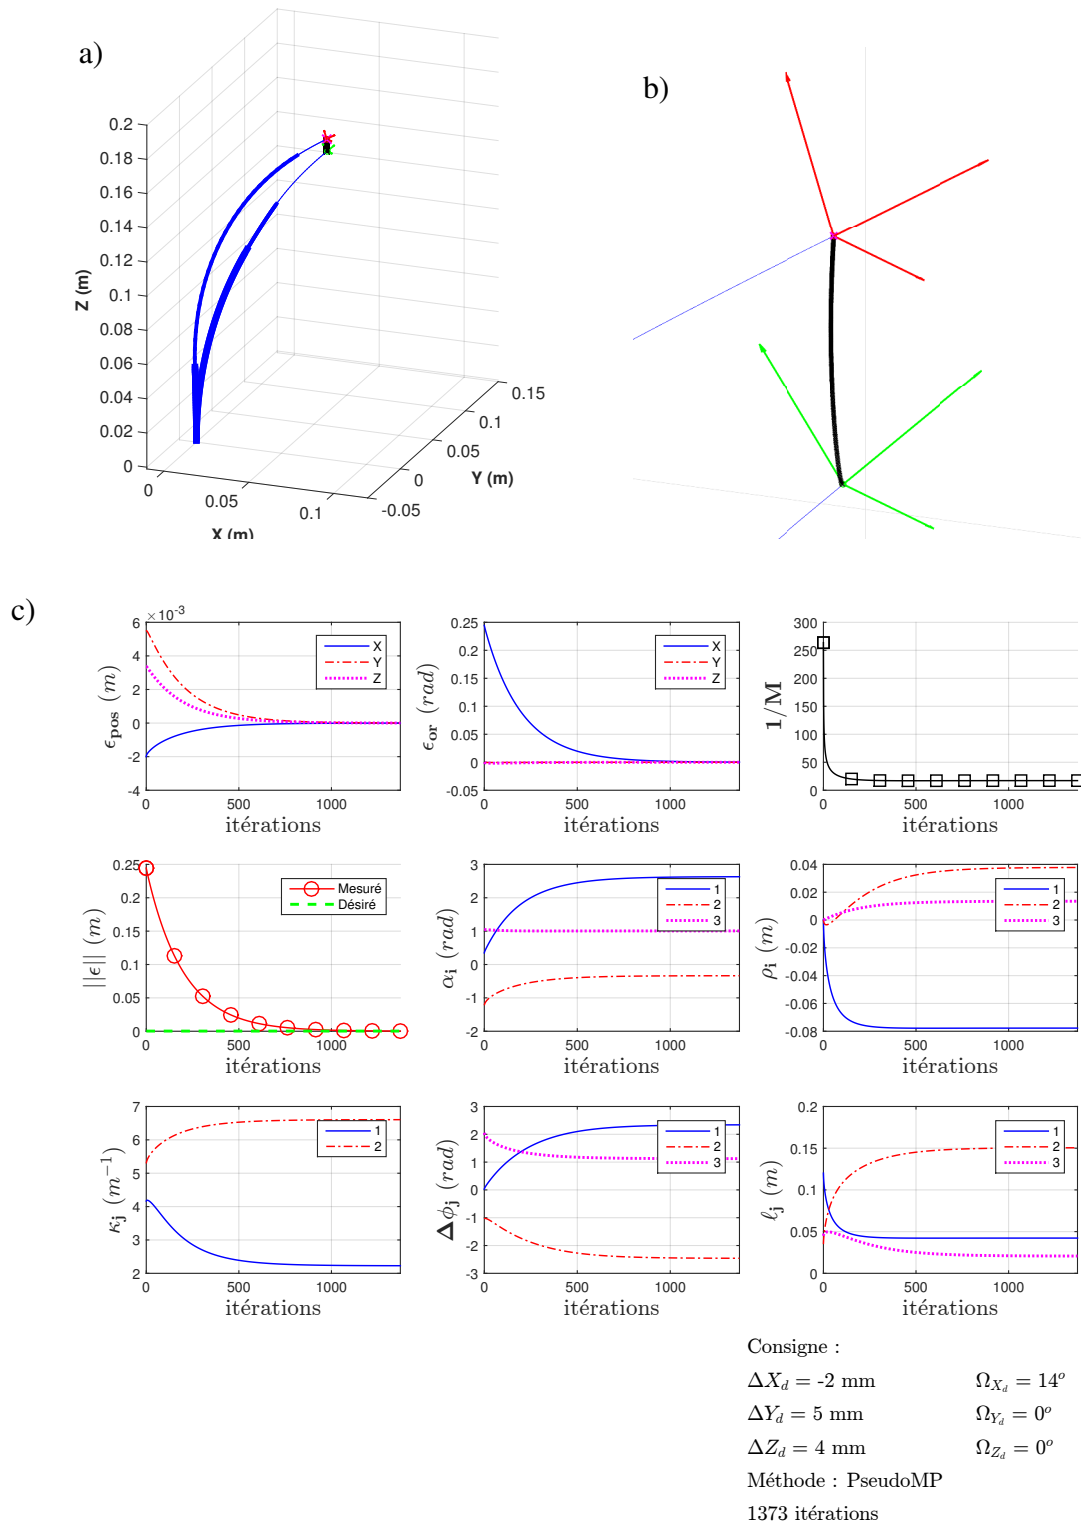 a)
b)
0.2
0.18
0.16
0.14
0.12
0.1
0.08
0.06
0.04
0.02
0
Z (m)
0
0.05
0.1
X (m)
-0.05
0
0.05
0.1
0.15
Y (m)
c)
×10⁻³
6
4
2
0
-2
-4
0 500 1000
itérations
ϵpos (m)
X
Y
Z
0.25
0.2
0.15
0.1
0.05
0
-0.05
0 500 1000
itérations
ϵor (rad)
X
Y
Z
300
250
200
150
100
50
0
0 500 1000
itérations
1/M
0.25
0.2
0.15
0.1
0.05
0
0 500 1000
itérations
||ϵ|| (m)
Mesuré
Désiré
3
2
1
0
-1
-2
0 500 1000
itérations
αi (rad)
1
2
3
0.04
0.02
0
-0.02
-0.04
-0.06
-0.08
0 500 1000
itérations
ρi (m)
1
2
3
7
6
5
4
3
2
0 500 1000
itérations
κj (m⁻¹)
1
2
3
2
1
0
-1
-2
-3
0 500 1000
itérations
Δϕj (rad)
1
2
3
0.2
0.15
0.1
0.05
0
0 500 1000
itérations
ℓj (m)
1
2
3
Consigne :
ΔXd = -2 mm ΩXd = 14º
ΔYd = 5 mm ΩYd = 0º
ΔZd = 4 mm ΩZd = 0º
Méthode : PseudoMP
1373 itérations